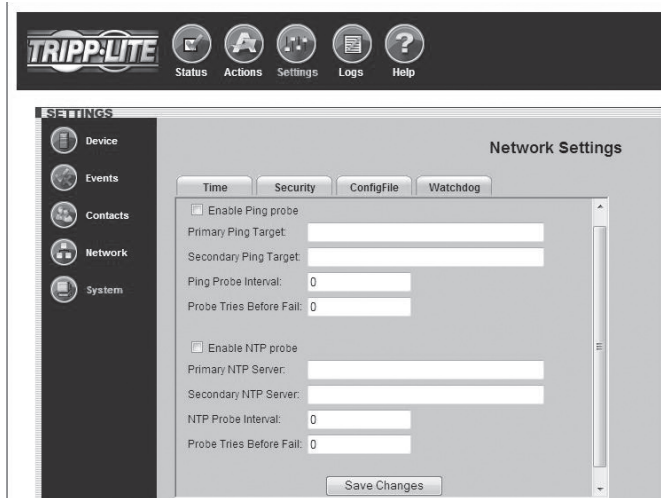 TRIPP·LITE
Status Actions Settings Logs Help
SETTINGS
Device
Events
Contacts
Network
System
Network Settings
Time Security ConfigFile Watchdog
Enable Ping probe
Primary Ping Target:
Secondary Ping Target:
Ping Probe Interval: 0
Probe Tries Before Fail: 0
Enable NTP probe
Primary NTP Server:
Secondary NTP Server:
NTP Probe Interval: 0
Probe Tries Before Fail: 0
Save Changes